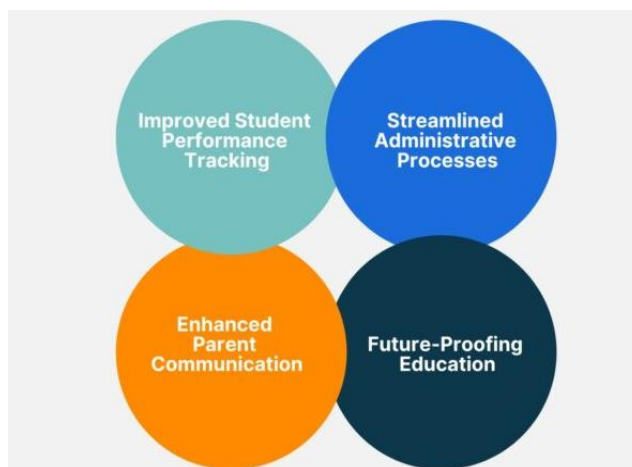 Improved Student
Performance
Tracking
Streamlined
Administrative
Processes
Enhanced
Parent
Communication
Future-Proofing
Education